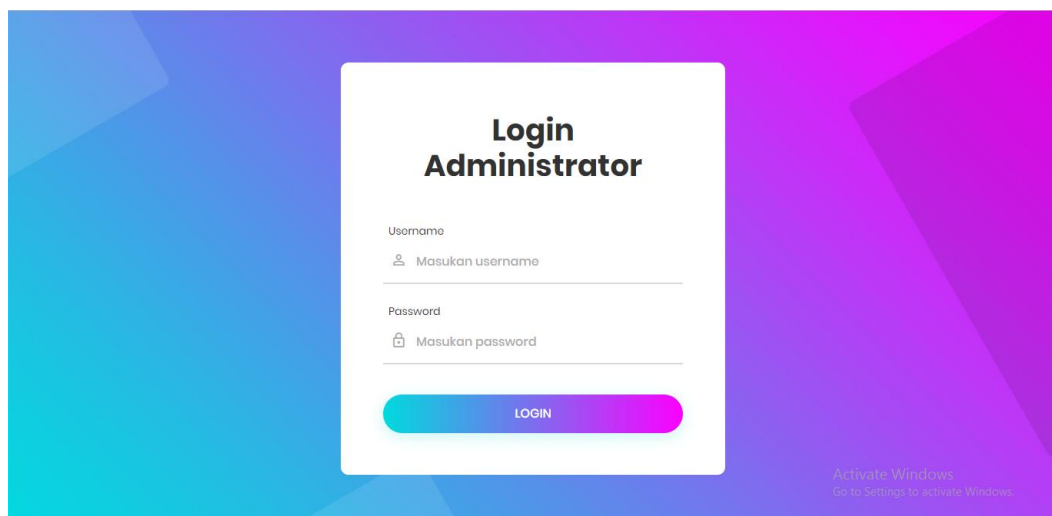 Login
Administrator
Username
Masukan username
Password
Masukan password
LOGIN
Activate Windows
Go to Settings to activate Windows.